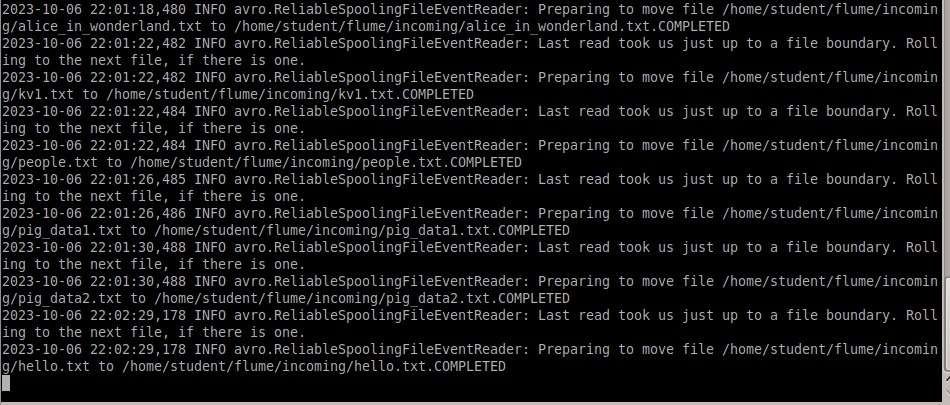 2023-10-06 22:01:18,480 INFO avro.ReliableSpoolingFileEventReader: Preparing to move file /home/student/flume/incomin
g/alice_in_wonderland.txt to /home/student/flume/incoming/alice_in_wonderland.txt.COMPLETED
2023-10-06 22:01:22,482 INFO avro.ReliableSpoolingFileEventReader: Last read took us just up to a file boundary. Roll
ing to the next file, if there is one.
2023-10-06 22:01:22,482 INFO avro.ReliableSpoolingFileEventReader: Preparing to move file /home/student/flume/incomin
g/kv1.txt to /home/student/flume/incoming/kv1.txt.COMPLETED
2023-10-06 22:01:22,484 INFO avro.ReliableSpoolingFileEventReader: Last read took us just up to a file boundary. Roll
ing to the next file, if there is one.
2023-10-06 22:01:22,484 INFO avro.ReliableSpoolingFileEventReader: Preparing to move file /home/student/flume/incomin
g/people.txt to /home/student/flume/incoming/people.txt.COMPLETED
2023-10-06 22:01:26,485 INFO avro.ReliableSpoolingFileEventReader: Last read took us just up to a file boundary. Roll
ing to the next file, if there is one.
2023-10-06 22:01:26,486 INFO avro.ReliableSpoolingFileEventReader: Preparing to move file /home/student/flume/incomin
g/pig_data1.txt to /home/student/flume/incoming/pig_data1.txt.COMPLETED
2023-10-06 22:01:30,488 INFO avro.ReliableSpoolingFileEventReader: Last read took us just up to a file boundary. Roll
ing to the next file, if there is one.
2023-10-06 22:01:30,488 INFO avro.ReliableSpoolingFileEventReader: Preparing to move file /home/student/flume/incomin
g/pig_data2.txt to /home/student/flume/incoming/pig_data2.txt.COMPLETED
2023-10-06 22:02:29,178 INFO avro.ReliableSpoolingFileEventReader: Last read took us just up to a file boundary. Roll
ing to the next file, if there is one.
2023-10-06 22:02:29,178 INFO avro.ReliableSpoolingFileEventReader: Preparing to move file /home/student/flume/incomin
g/hello.txt to /home/student/flume/incoming/hello.txt.COMPLETED